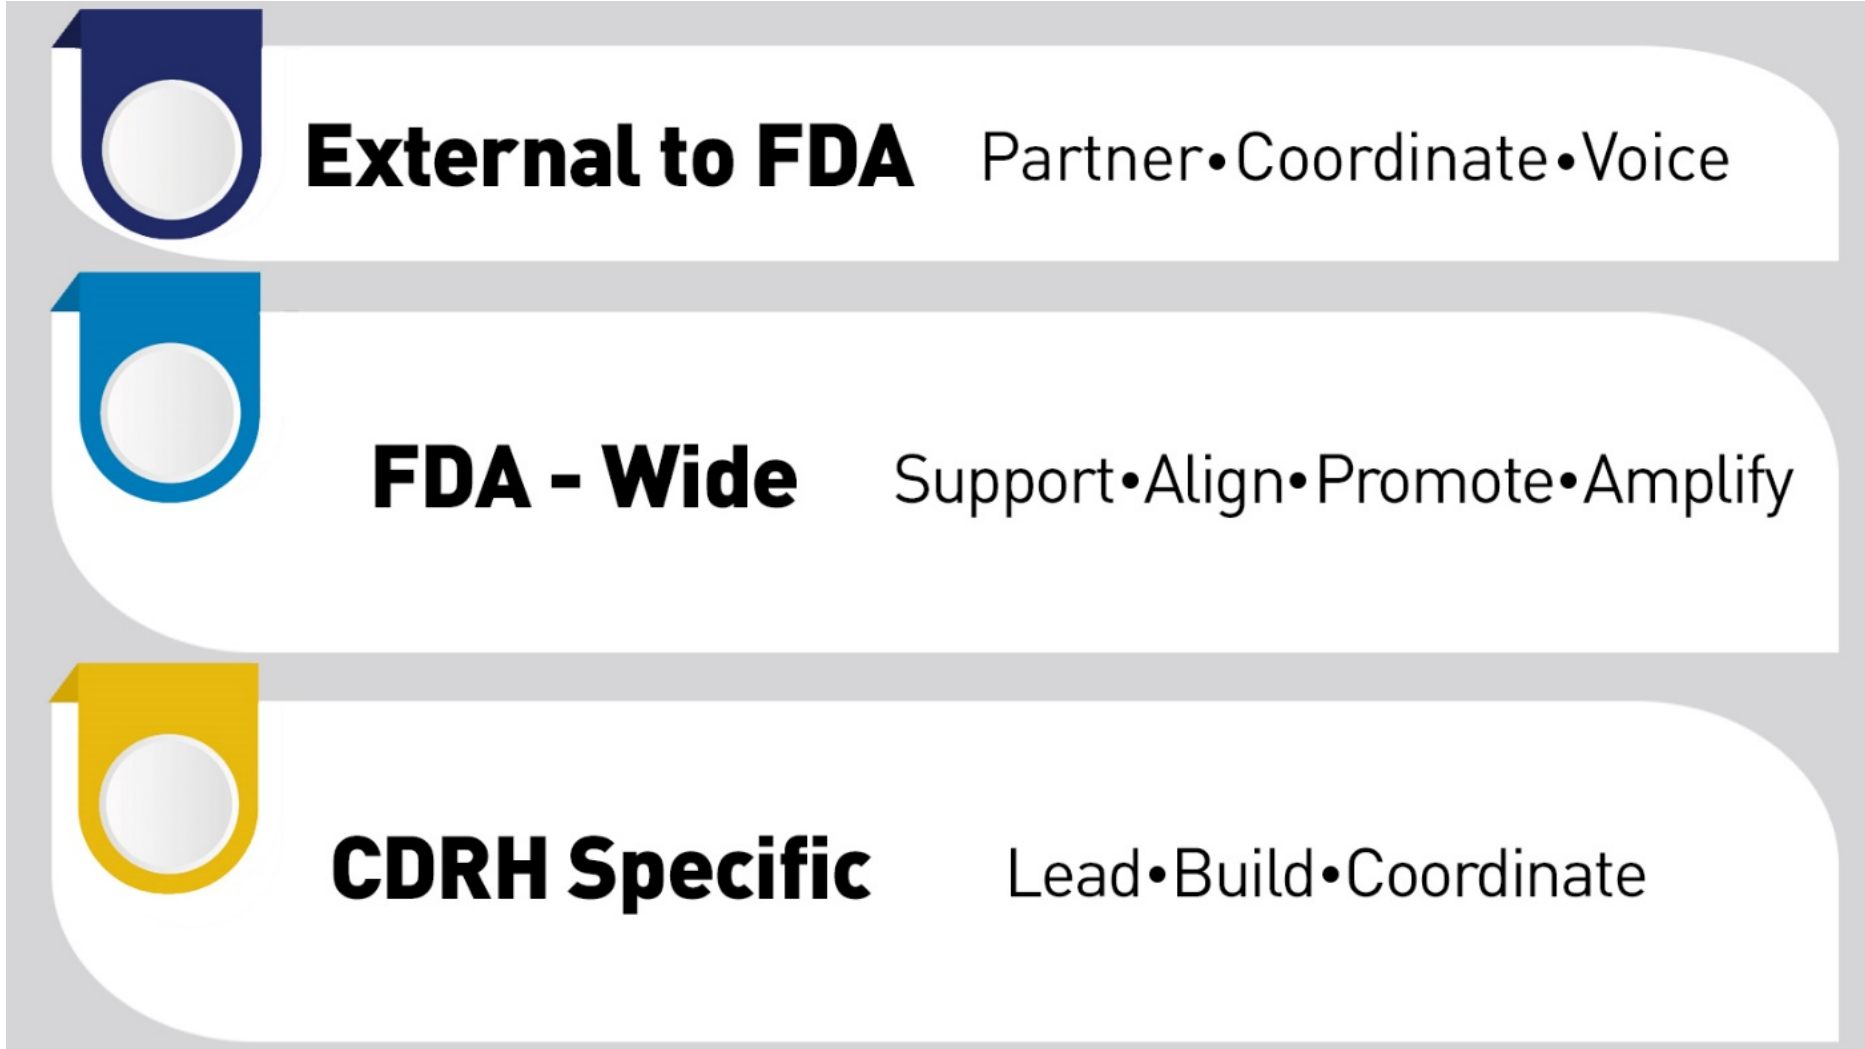 External to FDA Partner•Coordinate•Voice
FDA - Wide Support•Align•Promote•Amplify
CDRH Specific Lead•Build•Coordinate